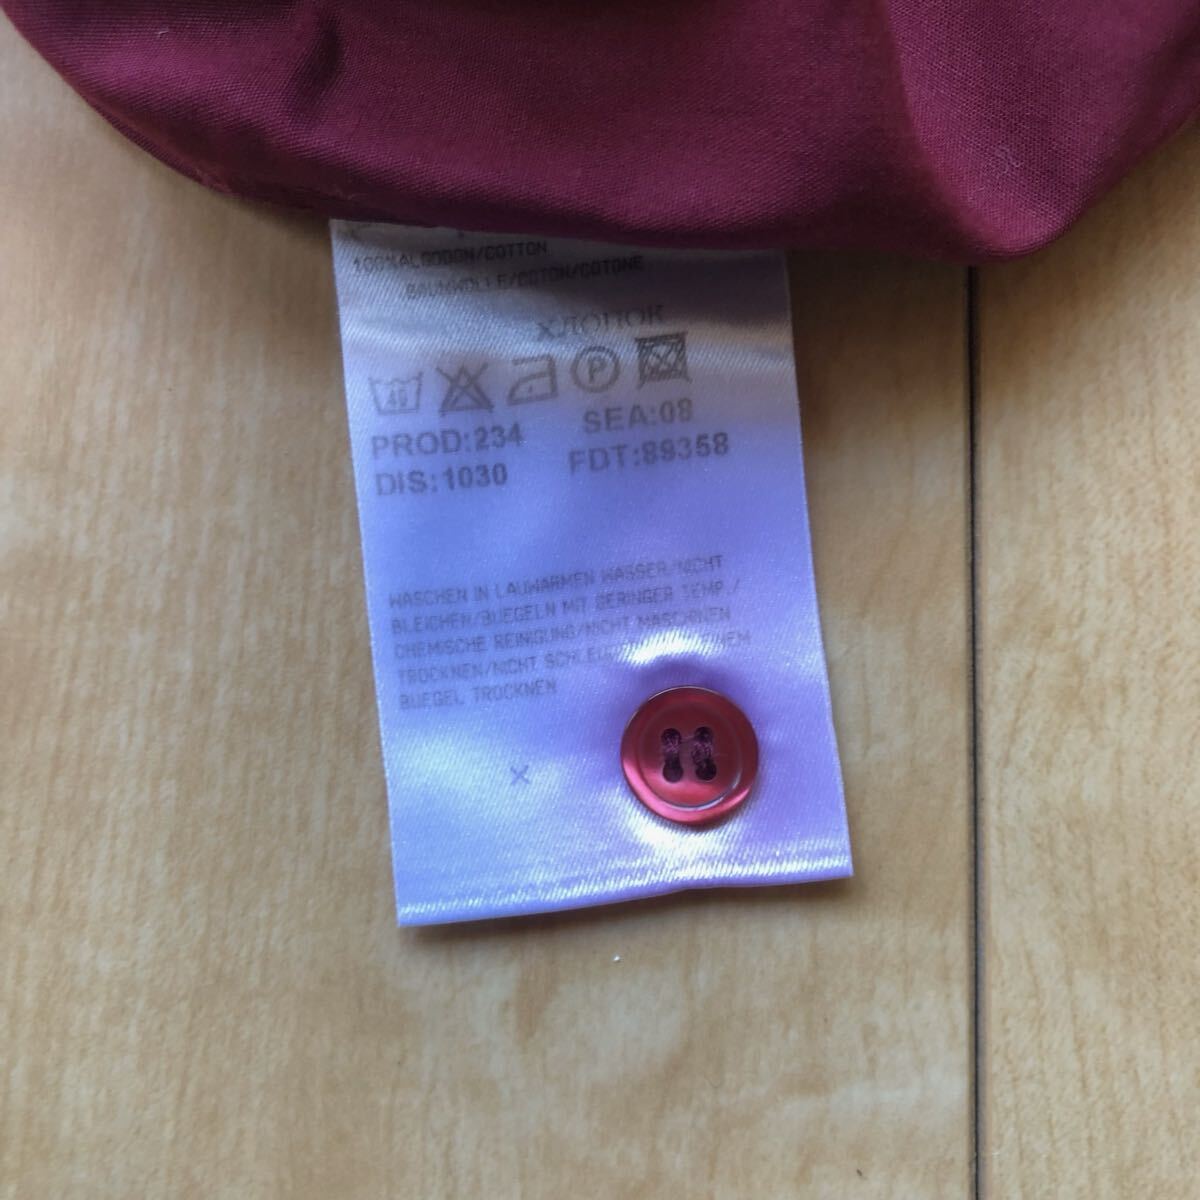 100%ALGODON/COTTON
BAUMWOLLE/COTON/COTONE
ХЛОПОК
40 P
PROD:234 SEA:08
DIS:1030 FDT:89358
WASCHEN IN LAUWARMEN WASSER/NICHT
BLEICHEN/BUEGELN MIT GERINGER TEMP./
CHEMISCHE REINIGUNG/NICHT MASCHINEN
TROCKNEN/NICHT
BUEGEL TROCKNEN